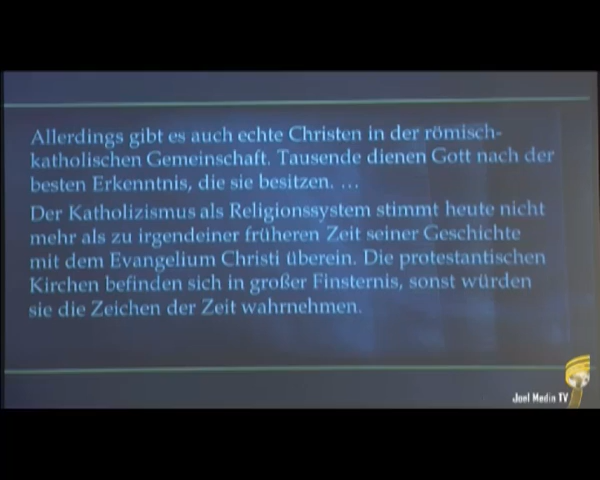 Allerdings gibt es auch echte Christen in der römisch-
katholischen Gemeinschaft. Tausende dienen Gott nach der
besten Erkenntnis, die sie besitzen. …
Der Katholizismus als Religionssystem stimmt heute nicht
mehr als zu irgendeiner früheren Zeit seiner Geschichte
mit dem Evangelium Christi überein. Die protestantischen
Kirchen befinden sich in großer Finsternis, sonst würden
sie die Zeichen der Zeit wahrnehmen.
Joel Media TV